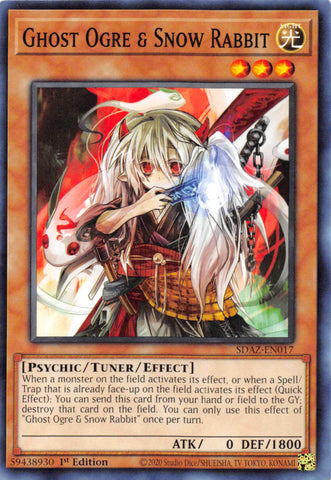 GHOST OGRE & SNOW RABBIT
LIGHT
光
SDAZ-EN017
[PSYCHIC/TUNER/EFFECT]
When a monster on the field activates its effect, or when a Spell/
Trap that is already face-up on the field activates its effect (Quick
Effect): You can send this card from your hand or field to the GY;
destroy that card on the field. You can only use this effect of
"Ghost Ogre & Snow Rabbit" once per turn.
ATK/ 0 DEF/1800
59438930 1st Edition ©2020 Studio Dice/SHUEISHA, TV TOKYO, KONAMI